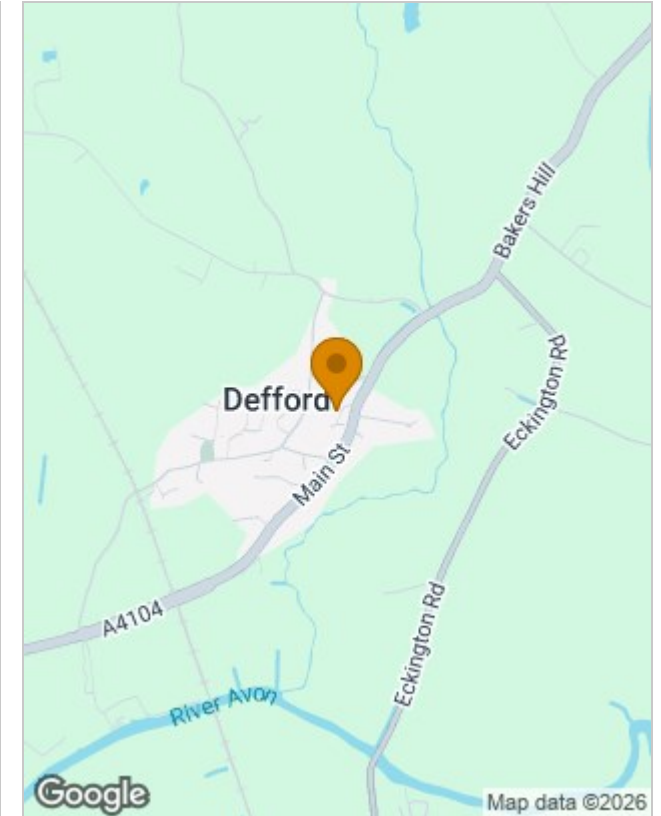 Bakers Hill
Eckington Rd
Defford
Main St
Eckington Rd
A4104
River Avon
Google
Map data ©2026